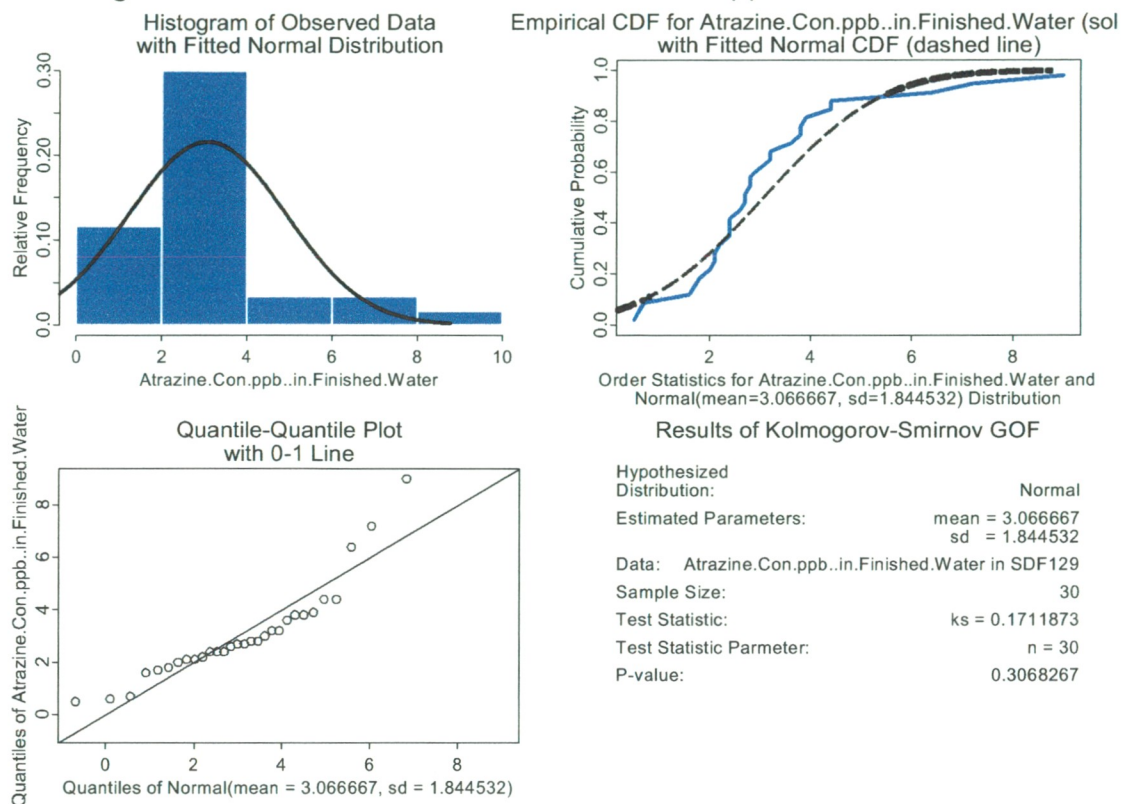 Histogram of Observed Data
with Fitted Normal Distribution
Relative Frequency
0.30
0.20
0.10
0.
0 2 4 6 8 10
Atrazine.Con.ppb..in.Finished.Water
Empirical CDF for Atrazine.Con.ppb..in.Finished.Water (sol
with Fitted Normal CDF (dashed line)
Cumulative Probability
1.0
0.8
0.6
0.4
0.2
0.0
2 4 6 8
Order Statistics for Atrazine.Con.ppb..in.Finished.Water and
Normal(mean=3.066667, sd=1.844532) Distribution
Quantile-Quantile Plot
with 0-1 Line
Quantiles of Atrazine.Con.ppb..in.Finished.Water
8
6
4
2
0
0 2 4 6 8
Quantiles of Normal(mean = 3.066667, sd = 1.844532)
Results of Kolmogorov-Smirnov GOF
Hypothesized
Distribution: Normal
Estimated Parameters: mean = 3.066667
sd = 1.844532
Data: Atrazine.Con.ppb..in.Finished.Water in SDF129
Sample Size: 30
Test Statistic: ks = 0.1711873
Test Statistic Parmeter: n = 30
P-value: 0.3068267